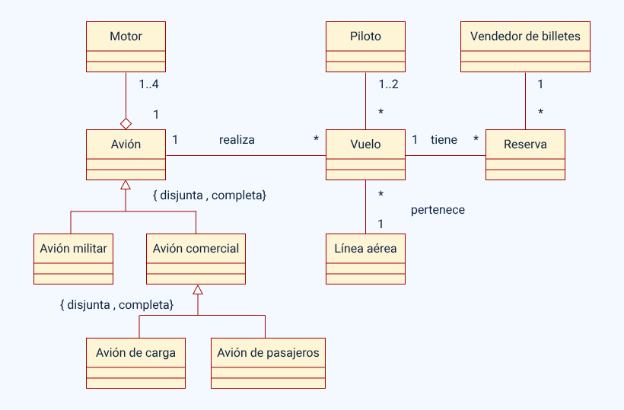 Motor
Piloto
Vendedor de billetes
1..4
1..2
1
1
*
*
Avión
1
realiza
*
Vuelo
1
tiene
*
Reserva
{ disjunta , completa}
*
pertenece
1
Avión militar
Avión comercial
Línea aérea
{ disjunta , completa}
Avión de carga
Avión de pasajeros